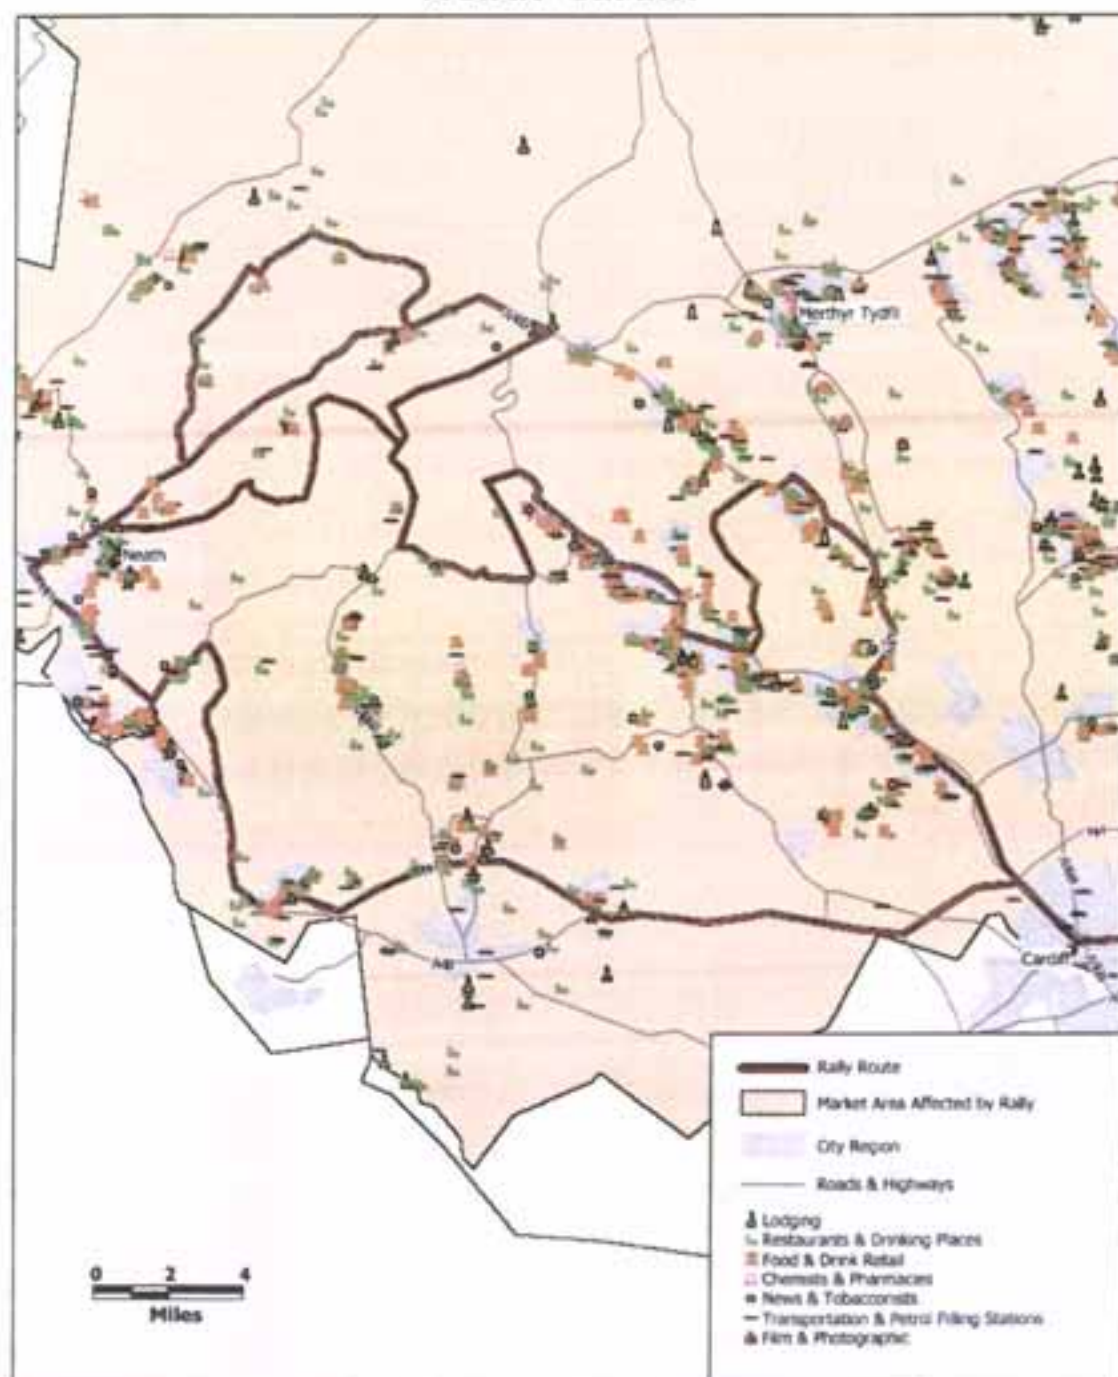 Merthyr Tydfil
Neath
Cardiff
Rally Route
Market Area Affected by Rally
City Region
Roads & Highways
Lodging
Restaurants & Drinking Places
Food & Drink Retail
Chemists & Pharmacies
News & Tobacconists
Transportation & Petrol Filling Stations
Film & Photographic
0 2 4
Miles